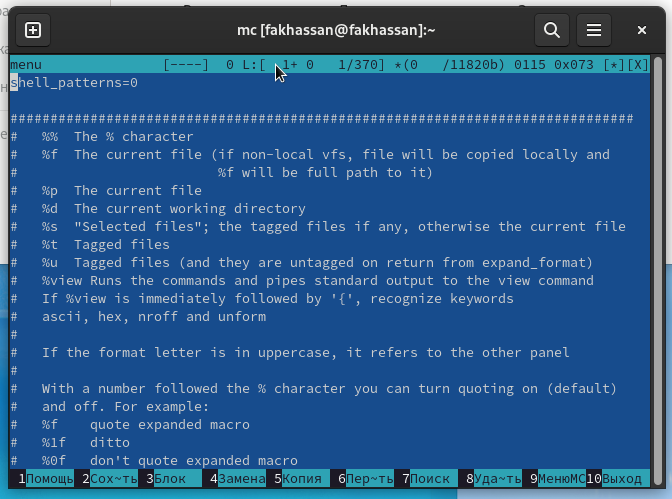 mc [fakhassan@fakhassan]:~
menu [----] 0 L:[ 1+ 0 1/370] *(0 /11820b) 0115 0x073 [*][X]
shell_patterns=0
##############################################################################
# %% The % character
# %f The current file (if non-local vfs, file will be copied locally and
# %f will be full path to it)
# %p The current file
# %d The current working directory
# %s "Selected files"; the tagged files if any, otherwise the current file
# %t Tagged files
# %u Tagged files (and they are untagged on return from expand_format)
# %view Runs the commands and pipes standard output to the view command
# If %view is immediately followed by '{', recognize keywords
# ascii, hex, nroff and unform
#
# If the format letter is in uppercase, it refers to the other panel
#
# With a number followed the % character you can turn quoting on (default)
# and off. For example:
# %f quote expanded macro
# %1f ditto
# %0f don't quote expanded macro
1Помощь 2Сох~ть 3Блок 4Замена 5Копия 6Пер~ть 7Поиск 8Уда~ть 9МенюMC 10Выход